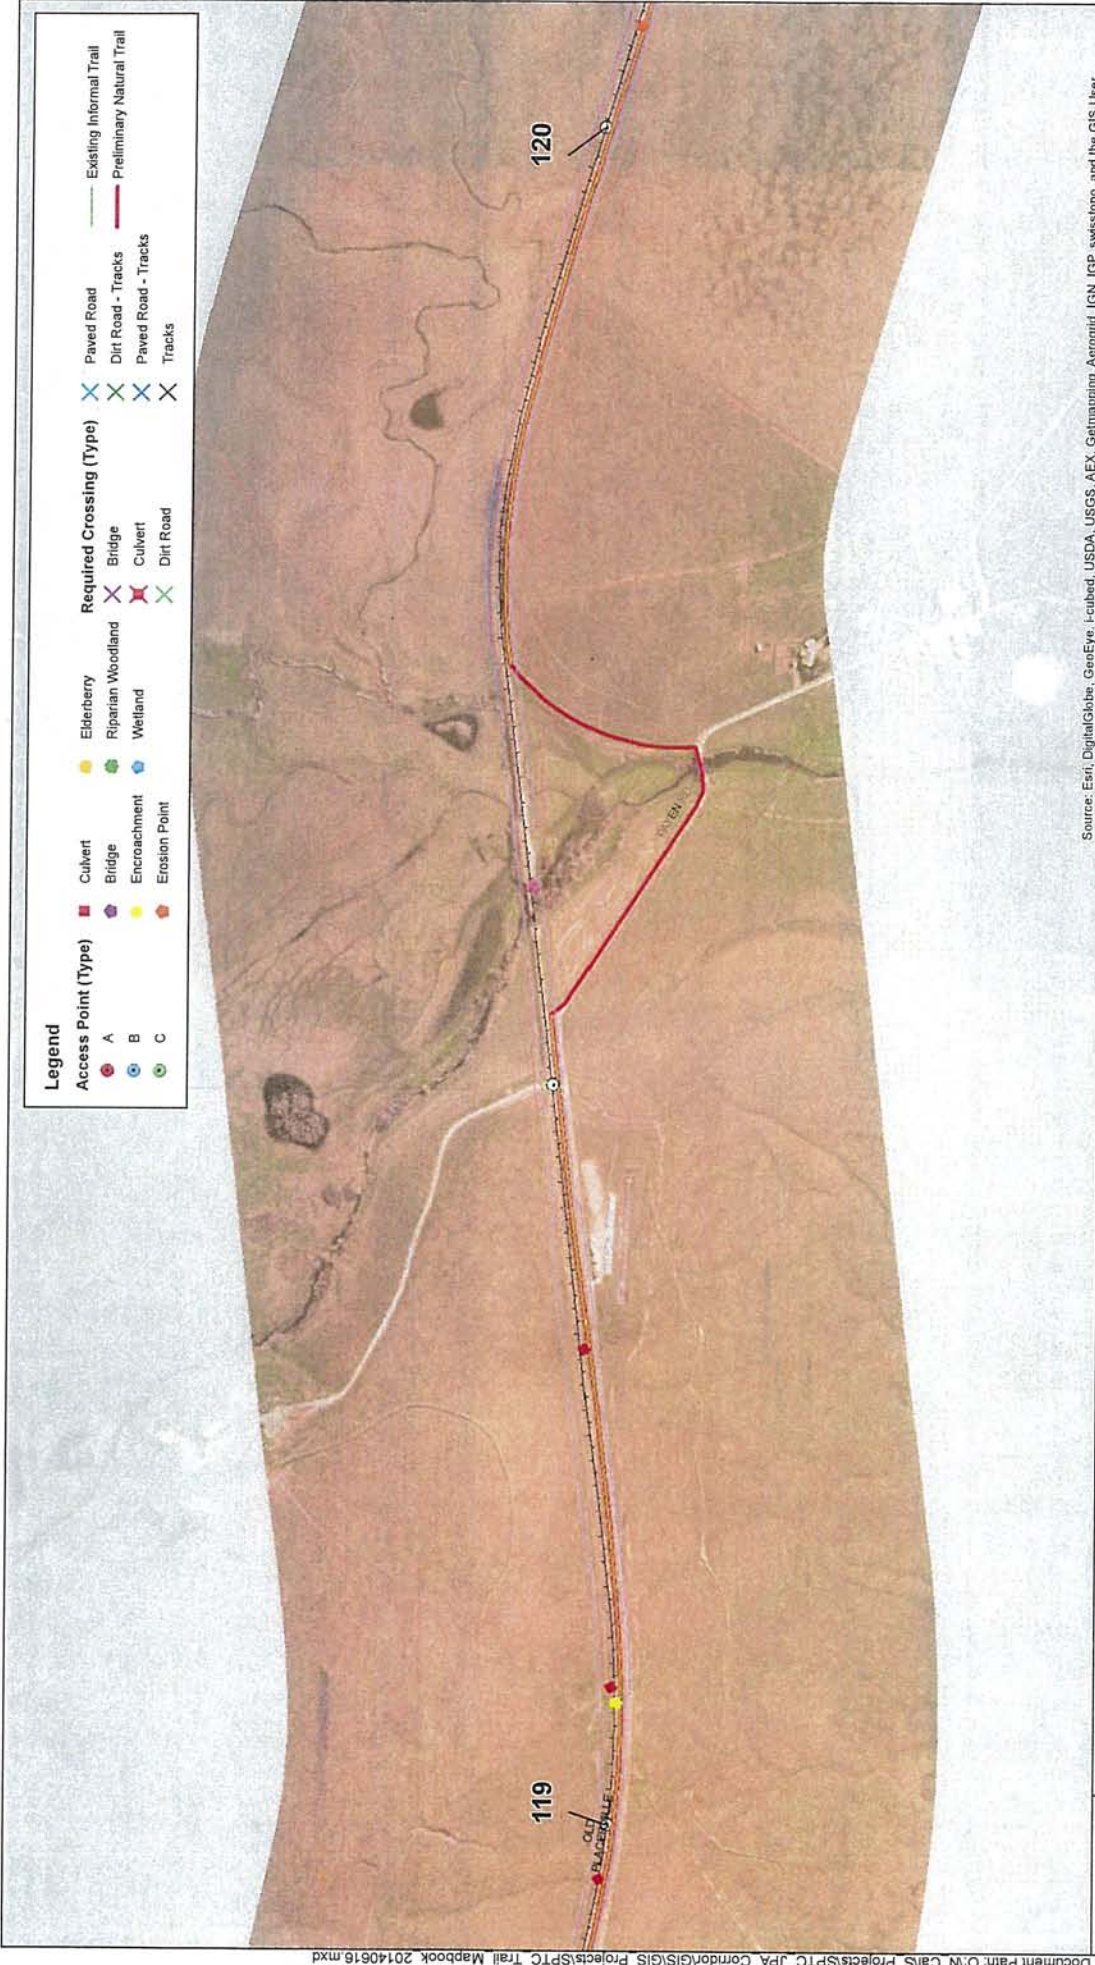 Legend
Access Point (Type)
A
B
C
Culvert
Bridge
Encroachment
Erosion Point
Elderberry
Riparian Woodland
Wetland
Required Crossing (Type)
Bridge
Culvert
Dirt Road
Paved Road
Dirt Road - Tracks
Paved Road - Tracks
Tracks
Existing Informal Trail
Preliminary Natural Trail
119
OLD
PLACERVILLE
120
Source: Esri, DigitalGlobe, GeoEye, i-cubed, USDA, USGS, AEX, Getmapping, Aerogrid, IGN, IGP, swisstopo, and the GIS User
Document Path: Q:\N_Cal\S_Projects\SPTC_JPA_Corridor\GIS\GIS_Projects\SPTC_Trail_Mapbook_20140616.mxd